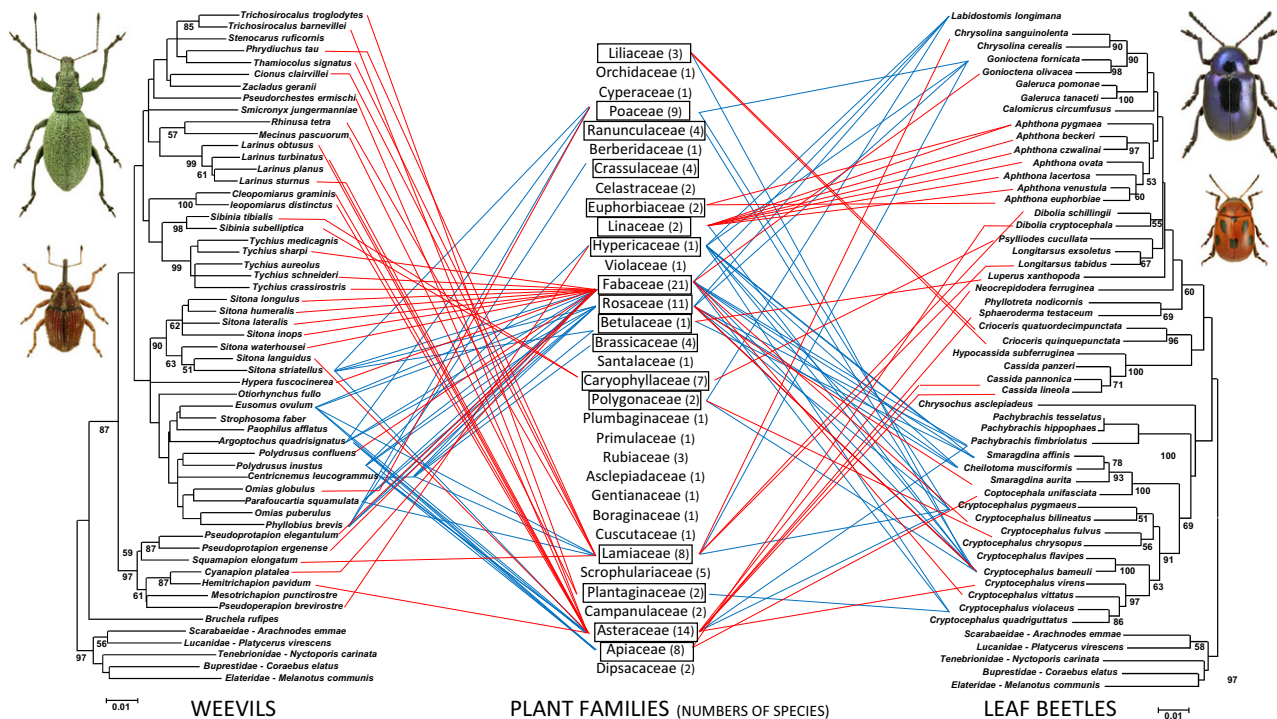 Trichosirocalus troglodytes
Trichosirocalus barnevillei
85
Stenocarus ruficornis
Phrydiuchus tau
Thamiocolus signatus
Cionus clairvillei
Zacladus geranii
Pseudorchestes ermischi
Smicronyx jungermanniae
Rhinusa tetra
57
Mecinus pascuorum
Larinus obtusus
Larinus turbinatus
99
Larinus planus
61
Larinus sturnus
Cleopomiarus graminis
100
leopomiarus distinctus
Sibinia tibialis
98
Sibinia subelliptica
Tychius medicagnis
Tychius sharpi
99
Tychius aureolus
Tychius schneideri
Tychius crassirostris
Sitona longulus
Sitona humeralis
62
Sitona lateralis
Sitona inops
90
Sitona waterhousei
63
Sitona languidus
51
Sitona striatellus
Hypera fuscocinerea
Otiorhynchus fullo
Eusomus ovulum
Strophosoma faber
87
Paophilus afflatus
Argoptochus quadrisignatus
Polydrusus confluens
Polydrusus inustus
Centricnemus leucogrammus
Omias globulus
Parafoucartia squamulata
Omias puberulus
Phyllobius brevis
Pseudoprotapion elegantulum
87
Pseudoprotapion ergenense
59
Squamapion elongatum
97
Cyanapion platalea
87
Hemitrichapion pavidum
61
Mesotrichapion punctirostre
Pseudoperapion brevirostre
Bruchela rufipes
Scarabaeidae - Arachnodes emmae
56
Lucanidae - Platycerus virescens
97
Tenebrionidae - Nyctoporis carinata
Buprestidae - Coraebus elatus
Elateridae - Melanotus communis
0.01
WEEVILS
Liliaceae (3)
Orchidaceae (1)
Cyperaceae (1)
Poaceae (9)
Ranunculaceae (4)
Berberidaceae (1)
Crassulaceae (4)
Celastraceae (2)
Euphorbiaceae (2)
Linaceae (2)
Hypericaceae (1)
Violaceae (1)
Fabaceae (21)
Rosaceae (11)
Betulaceae (1)
Brassicaceae (4)
Santalaceae (1)
Caryophyllaceae (7)
Polygonaceae (2)
Plumbaginaceae (1)
Primulaceae (1)
Rubiaceae (3)
Asclepiadaceae (1)
Gentianaceae (1)
Boraginaceae (1)
Cuscutaceae (1)
Lamiaceae (8)
Scrophulariaceae (5)
Plantaginaceae (2)
Campanulaceae (2)
Asteraceae (14)
Apiaceae (8)
Dipsacaceae (2)
PLANT FAMILIES (NUMBERS OF SPECIES)
Labidostomis longimana
Chrysolina sanguinolenta
Chrysolina cerealis
90
Gonioctena fornicata
90
Gonioctena olivacea
98
Galeruca pomonae
Galeruca tanaceti
100
Calomicrus circumfusus
Aphthona pygmaea
Aphthona beckeri
Aphthona czwalinai
97
Aphthona ovata
Aphthona lacertosa
53
Aphthona venustula
60
Aphthona euphorbiae
Dibolia schillingii
55
Dibolia cryptocephala
Psylliodes cucullata
Longitarsus exsoletus
67
Longitarsus tabidus
Luperus xanthopoda
60
Neocrepidodera ferruginea
Phyllotreta nodicornis
69
Sphaeroderma testaceum
Crioceris quatuordecimpunctata
96
Crioceris quinquepunctata
Hypocassida subferruginea
Cassida panzeri
100
Cassida pannonica
71
Cassida lineola
Chrysochus asclepiadeus
Pachybrachis tesselatus
Pachybrachis hippophaes
Pachybrachis fimbriolatus
100
Smaragdina affinis
78
Cheilotoma musciformis
93
Smaragdina aurita
100
Coptocephala unifasciata
Cryptocephalus pygmaeus
Cryptocephalus bilineatus
51
69
Cryptocephalus fulvus
Cryptocephalus chrysopus
56
Cryptocephalus flavipes
91
Cryptocephalus bameuli
100
Cryptocephalus virens
63
Cryptocephalus vittatus
97
Cryptocephalus violaceus
86
Cryptocephalus quadriguttatus
Scarabaeidae - Arachnodes emmae
58
Lucanidae - Platycerus virescens
Tenebrionidae - Nyctoporis carinata
Buprestidae - Coraebus elatus
97
Elateridae - Melanotus communis
LEAF BEETLES
0.01